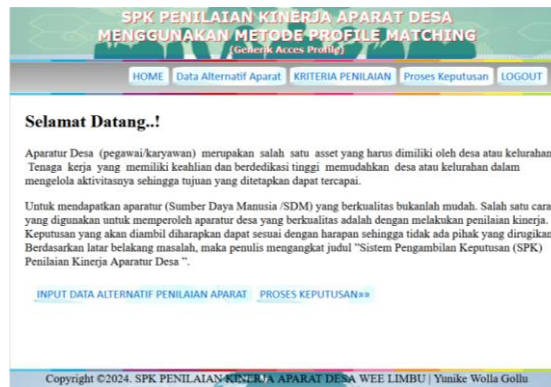 SPK PENILAIAN KINERJA APARAT DESA
MENGGUNAKAN METODE PROFILE MATCHING
(Generik Acces Profile)
HOME Data Alternatif Aparat KRITERIA PENILAIAN Proses Keputusan LOGOUT
Selamat Datang..!
Aparatur Desa (pegawai/karyawan) merupakan salah satu asset yang harus dimiliki oleh desa atau kelurahan
Tenaga kerja yang memiliki keahlian dan berdedikasi tinggi memudahkan desa atau kelurahan dalam
mengelola aktivitasnya sehingga tujuan yang ditetapkan dapat tercapai.
Untuk mendapatkan aparatur (Sumber Daya Manusia /SDM) yang berkualitas bukanlah mudah. Salah satu cara
yang digunakan untuk memperoleh aparatur desa yang berkualitas adalah dengan melakukan penilaian kinerja.
Keputusan yang akan diambil diharapkan dapat sesuai dengan harapan sehingga tidak ada pihak yang dirugikan
Berdasarkan latar belakang masalah, maka penulis mengangkat judul "Sistem Pengambilan Keputusan (SPK)
Penilaian Kinerja Aparatur Desa ".
INPUT DATA ALTERNATIF PENILAIAN APARAT PROSES KEPUTUSAN»»
Copyright ©2024. SPK PENILAIAN KINERJA APARAT DESA WEE LIMBU | Yunike Wolla Gollu